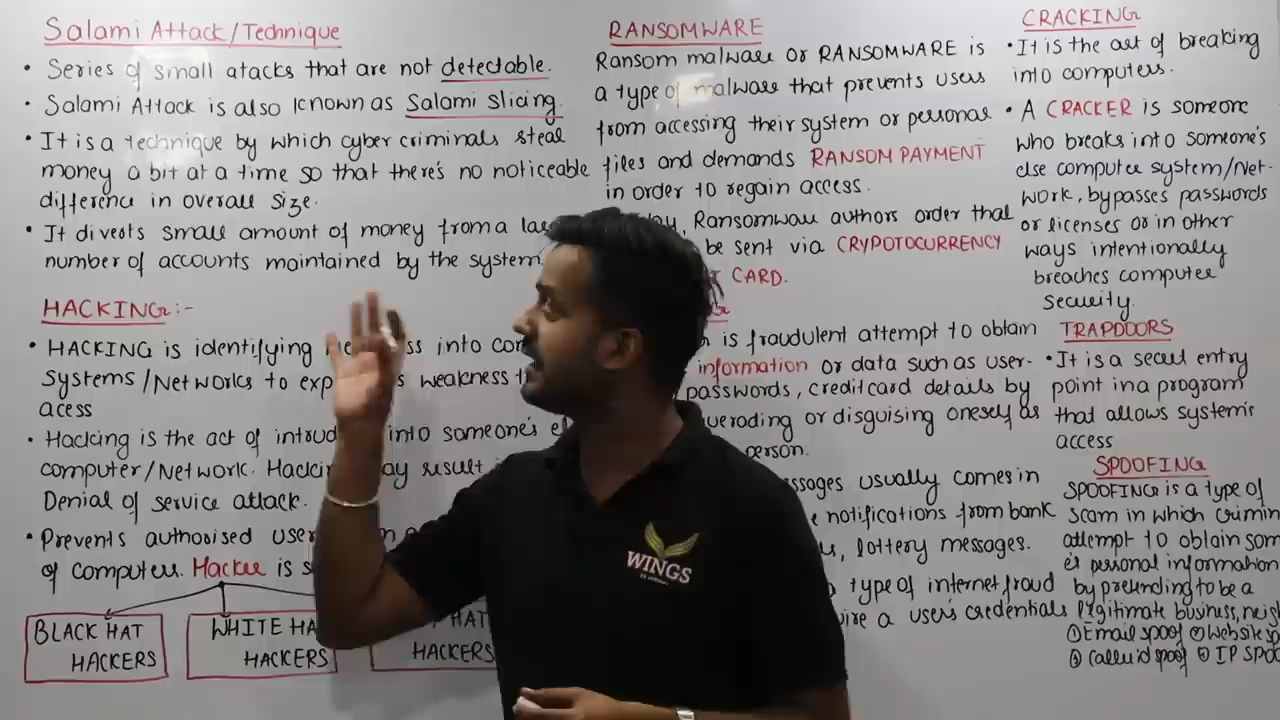 Salami Attack/Technique
• Series of small atacks that are not detectable.
• Salami Attack is also known as Salami slicing.
• It is a technique by which cyber criminals steal
money a bit at a time so that there's no noticeable
difference in overall size.
• It diverts small amount of money from a
number of accounts maintained by the system.
HACKING:-
• HACKING is identifying into
Systems/Networks to weakness
acess
• Hacking is the act of into someone's
computer/Network. result
Denial of service attack.
• Prevents authorised
of computer. Hacker is
BLACK HAT
HACKERS
WHITE
HACKERS
HAT
HACKERS
RANSOMWARE
Ransom malware or RANSOMWARE is
a type of malware that prevents users
from accessing their system or personal
files and demands RANSOM PAYMENT
in order to regain access.
Ransomware authors order that
be sent via CRYPOTOCURRENCY
CARD.
is fraudulent attempt to obtain
information or data such as user-
passwords, creditcard details by
or disguising oneself as
person.
usually comes in
notifications from bank
lottery messages.
type of internet fraud
a user's credentials
CRACKING
• It is the act of breaking
into computers.
• A CRACKER is someone
who breaks into someone's
else computer system/Net-
work, bypasses passwords
or licenses or in other
ways intentionally
breaches computer
security.
TRAPDOORS
• It is a secret entry
point in a program
that allows system's
access
SPOOFING
SPOOFING is a type of
scam in which
attempt to obtain
personal information
by pretending to be a
legitimate business,
① Email spoof ② Website
③ Caller id spoof ④ IP
WINGS